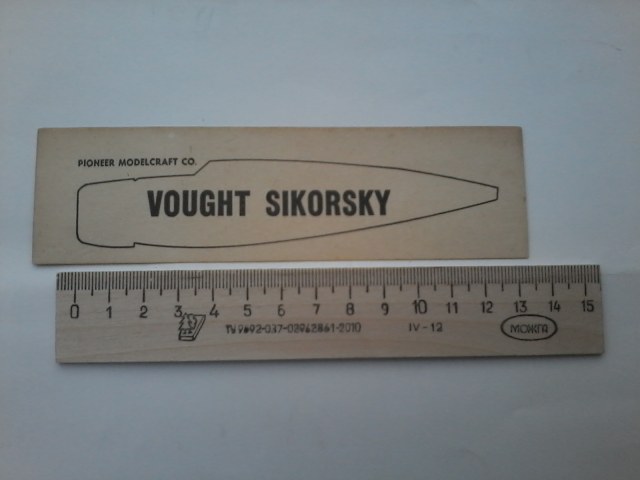 PIONEER MODELCRAFT CO.
VOUGHT SIKORSKY
0 1 2 3 4 5 6 7 8 9 10 11 12 13 14 15
IV-12